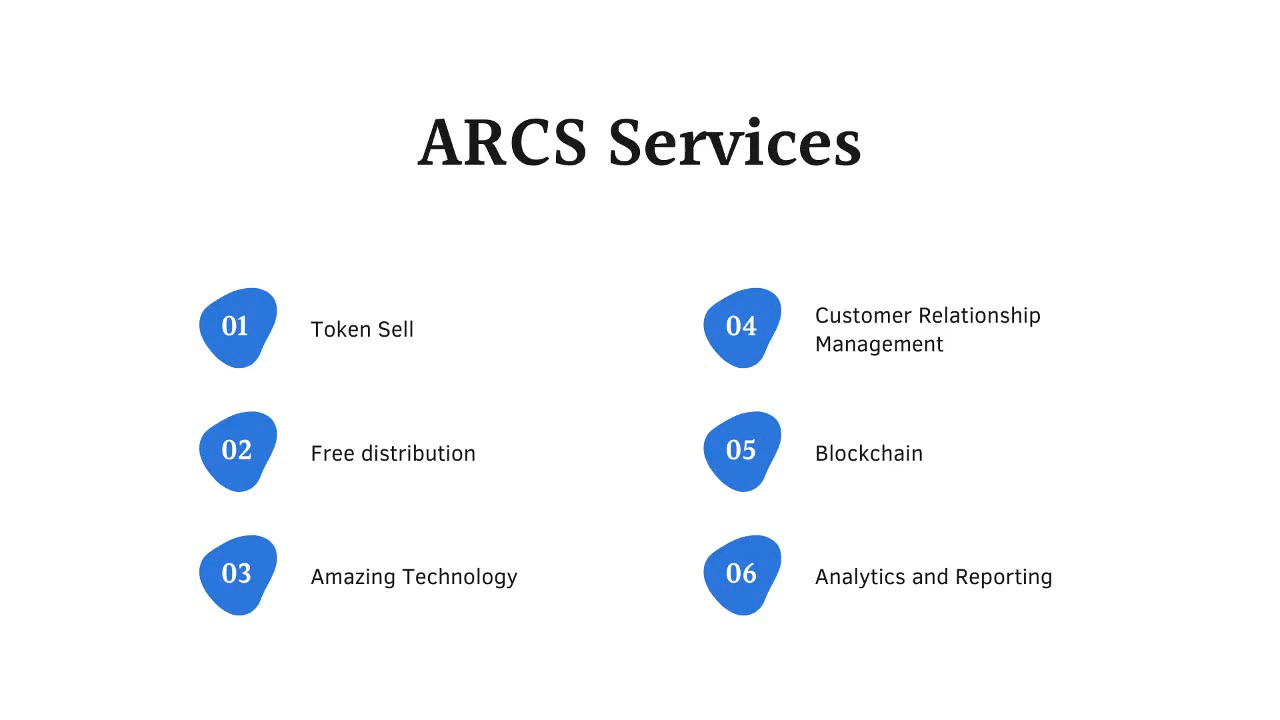 ARCS Services
01
Token Sell
02
Free distribution
03
Amazing Technology
04
Customer Relationship
Management
05
Blockchain
06
Analytics and Reporting